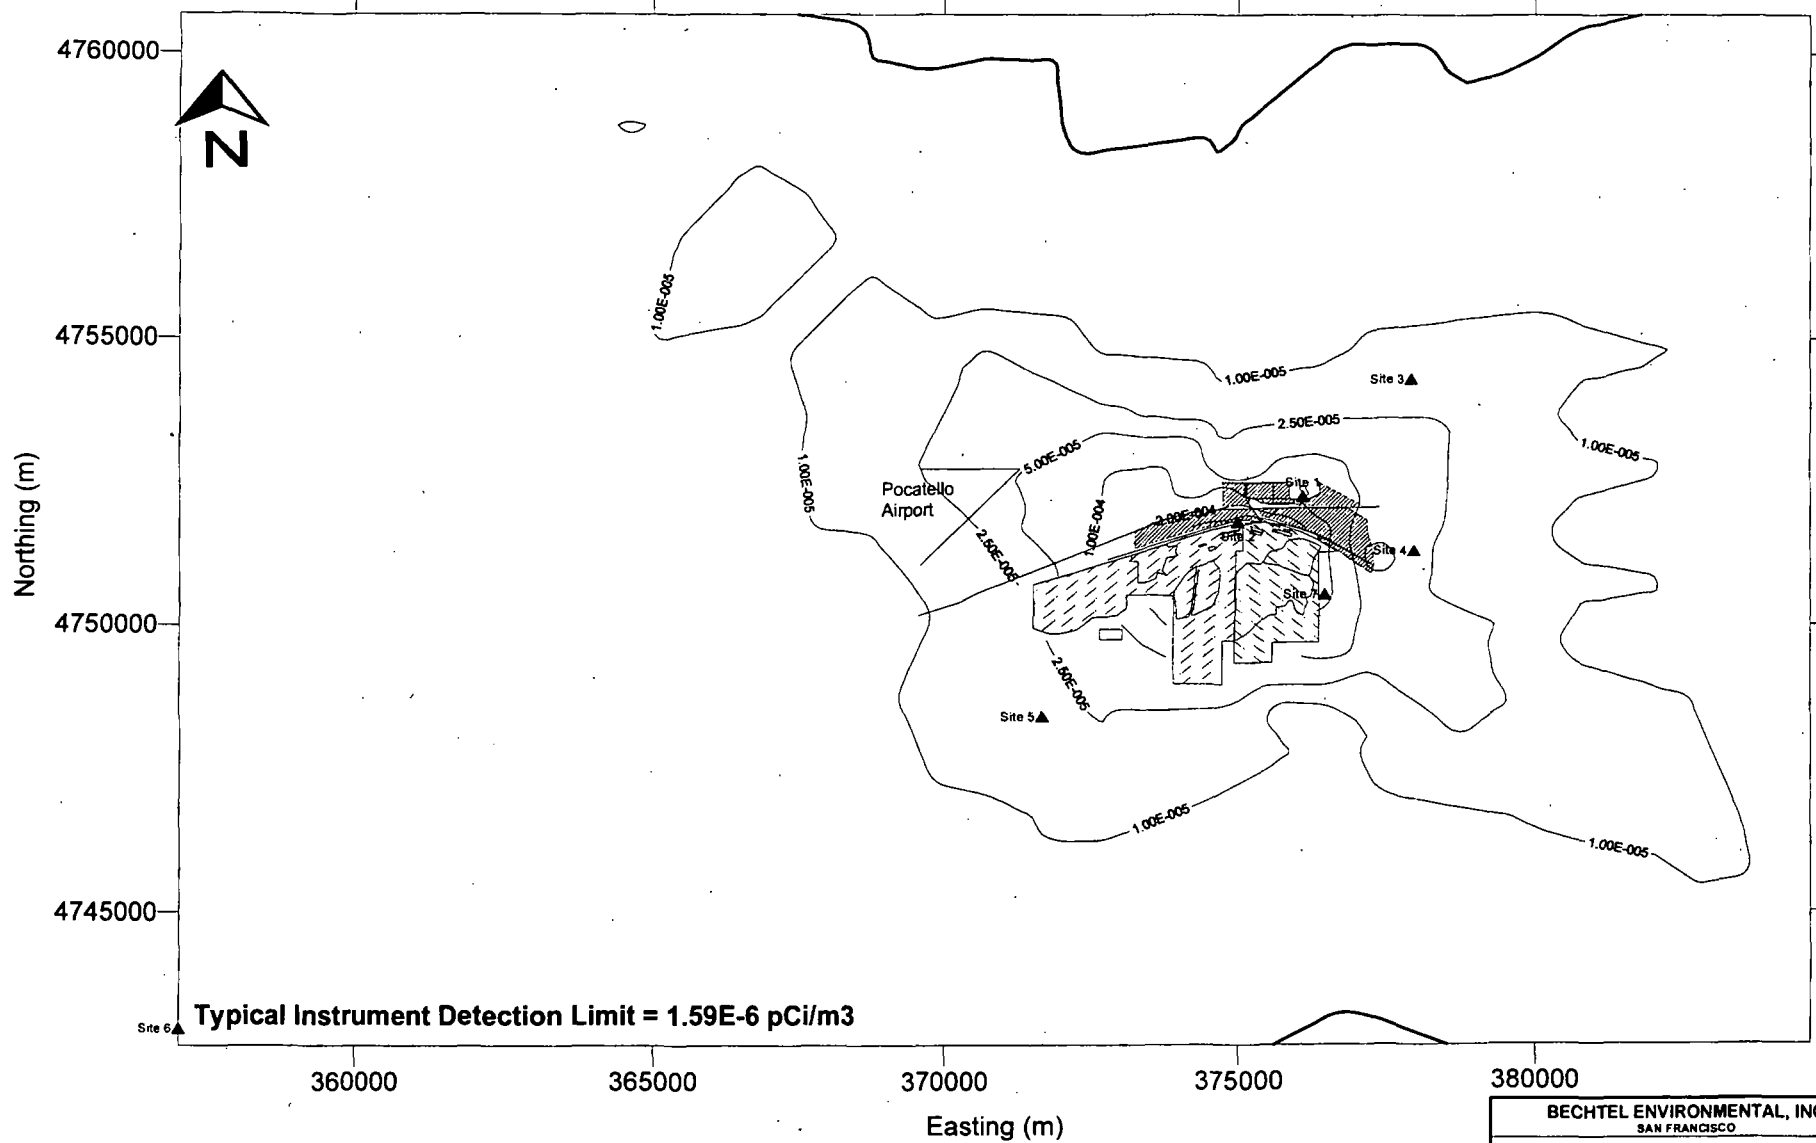 4760000
N
1.00E-005
4755000
1.00E-005
Site 3
2.50E-005
1.00E-005
5.00E-005
1.00E-005
Northing (m)
Pocatello
Airport
Site 1
1.00E-004
2.00E-004
Site 2
2.50E-005
Site 4
Site 7
4750000
2.50E-005
Site 5
1.00E-005
1.00E-005
4745000
Typical Instrument Detection Limit = 1.59E-6 pCi/m3
Site 6
360000
365000
370000
375000
380000
Easting (m)
BECHTEL ENVIRONMENTAL, INC
SAN FRANCISCO